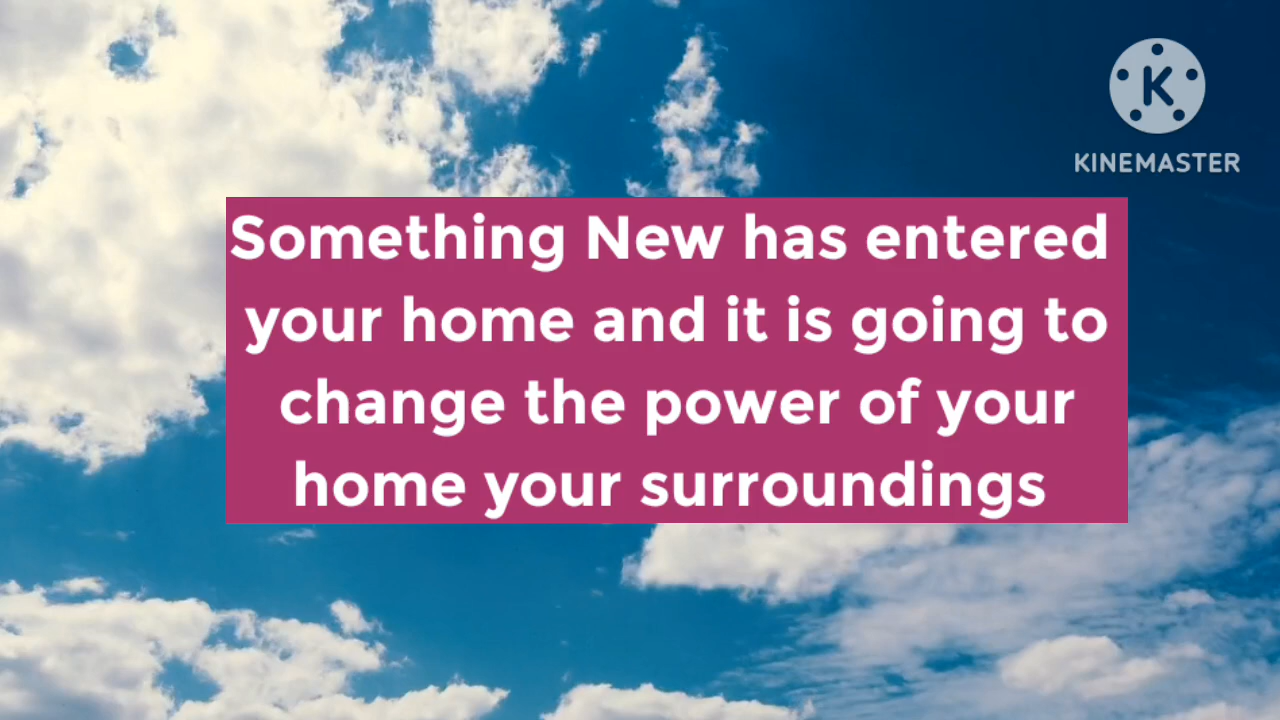 K
KINEMASTER
Something New has entered
your home and it is going to
change the power of your
home your surroundings